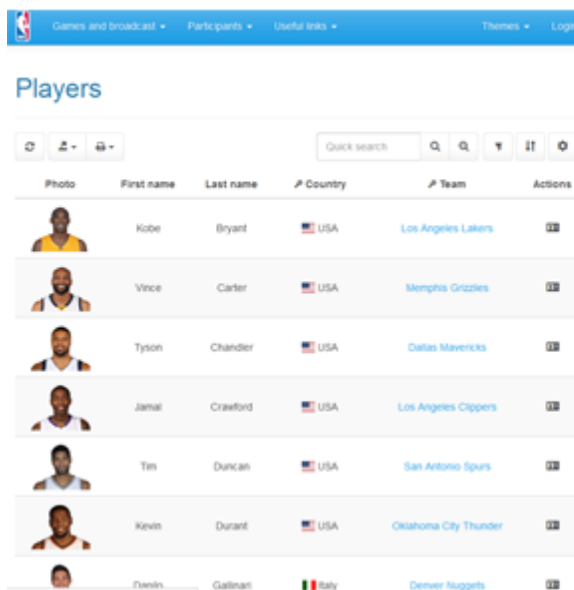 Games and broadcast Participants Useful links Themes Login
Players
Quick search
Photo First name Last name Country Team Actions
Kobe Bryant USA Los Angeles Lakers
Vince Carter USA Memphis Grizzlies
Tyson Chandler USA Dallas Mavericks
Jamal Crawford USA Los Angeles Clippers
Tim Duncan USA San Antonio Spurs
Kevin Durant USA Oklahoma City Thunder
Danilo Gallinari Italy Denver Nuggets